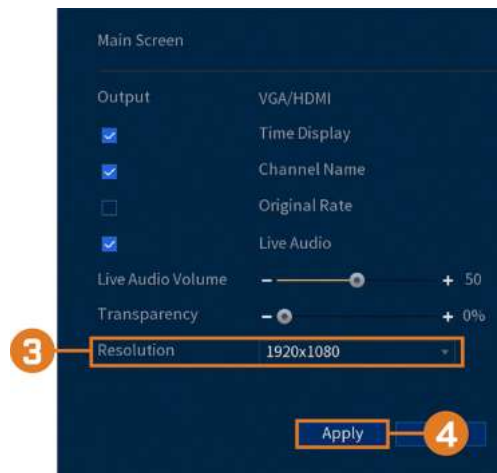 Main Screen
Output VGA/HDMI
Time Display
Channel Name
Original Rate
Live Audio
Live Audio Volume - + 50
Transparency - + 0%
3 Resolution 1920x1080
Apply 4